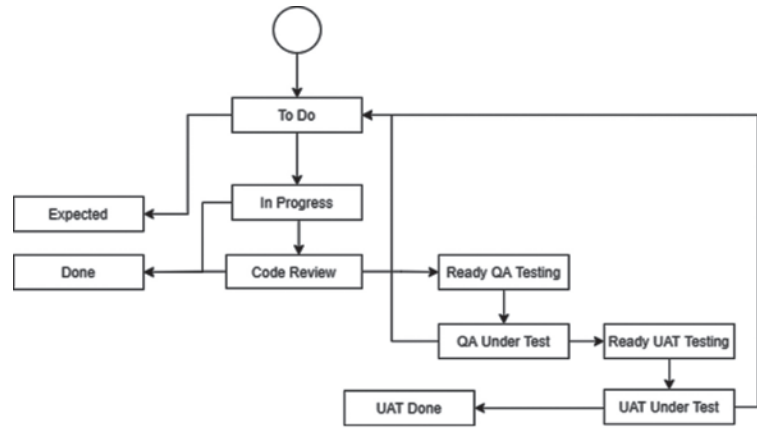 To Do
In Progress
Expected
Done
Code Review
Ready QA Testing
QA Under Test
Ready UAT Testing
UAT Done
UAT Under Test